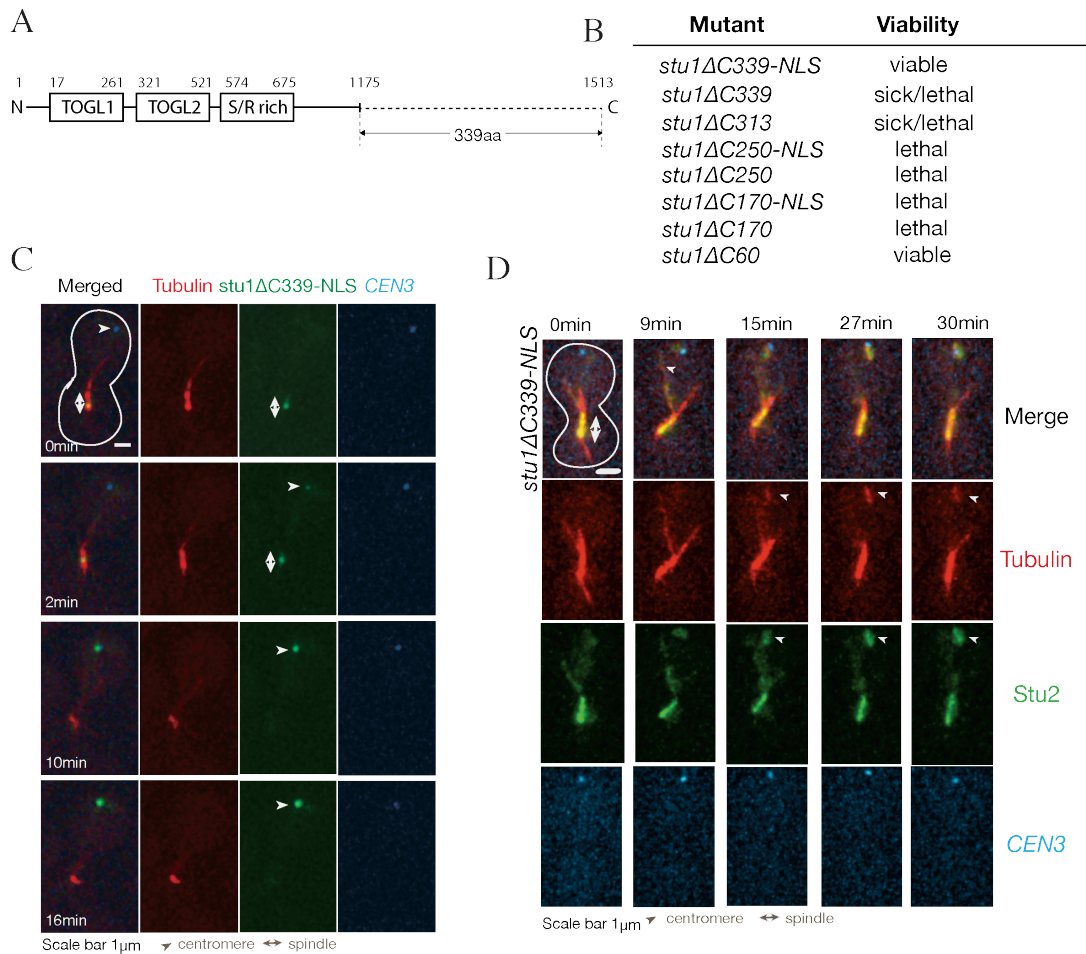 A
1 17 261 321 521 574 675 1175 1513
N TOGL1 TOGL2 S/R rich C
339aa
B
Mutant Viability
stu1ΔC339-NLS viable
stu1ΔC339 sick/lethal
stu1ΔC313 sick/lethal
stu1ΔC250-NLS lethal
stu1ΔC250 lethal
stu1ΔC170-NLS lethal
stu1ΔC170 lethal
stu1ΔC60 viable
C
Merged Tubulin stu1ΔC339-NLS CEN3
0min
2min
10min
16min
Scale bar 1μm centromere spindle
D
stu1ΔC339-NLS
0min 9min 15min 27min 30min
Merge
Tubulin
Stu2
CEN3
Scale bar 1μm centromere spindle